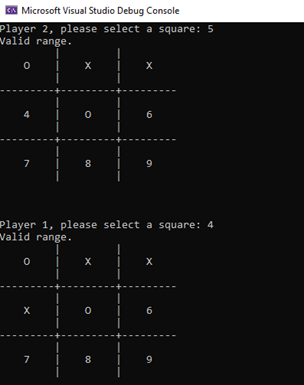 Microsoft Visual Studio Debug Console
Player 2, please select a square: 5
Valid range.
O | X | X
4 | O | 6
7 | 8 | 9
Player 1, please select a square: 4
Valid range.
O | X | X
X | O | 6
7 | 8 | 9